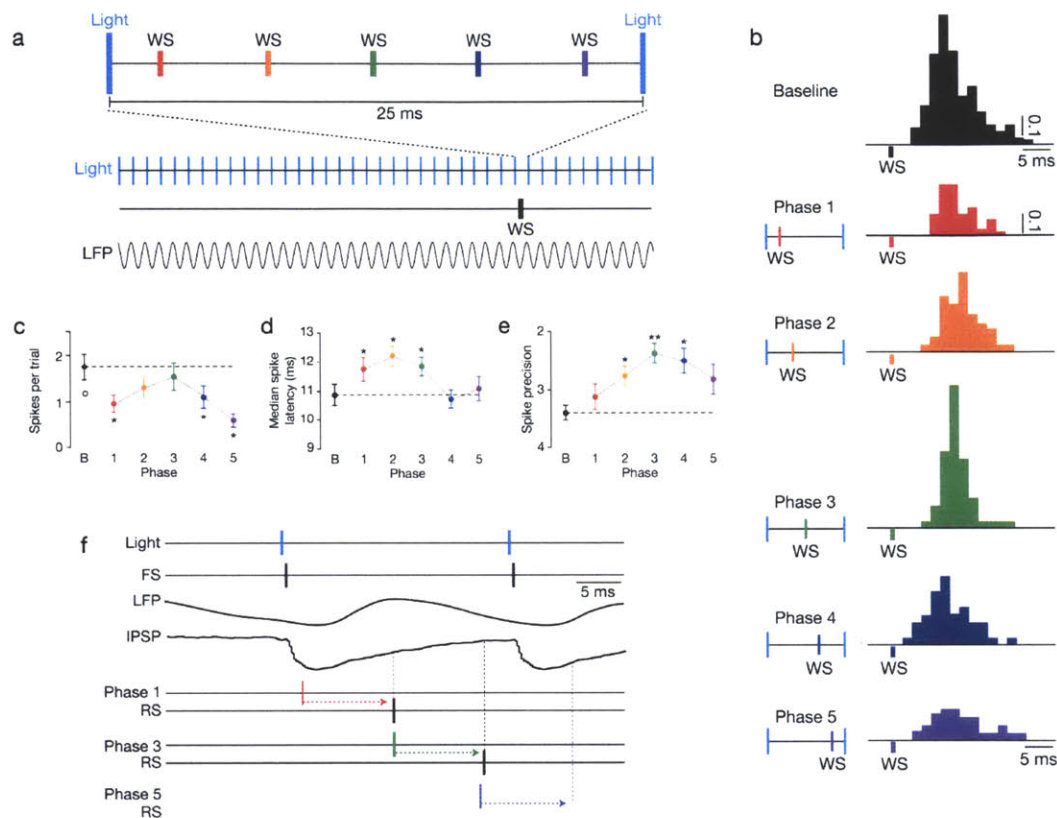 a
Light
WS WS WS WS WS
Light
25 ms
Light
WS
LFP
b
Baseline
WS
0.1
5 ms
Phase 1
WS
WS
0.1
Phase 2
WS
WS
Phase 3
WS
WS
Phase 4
WS
WS
Phase 5
WS
WS
5 ms
c
Spikes per trial
2
1
0
*
* *
B 1 2 3 4 5
Phase
d
Median spike
latency (ms)
13
12
11
10
9
* * *
B 1 2 3 4 5
Phase
e
Spike precision
2
3
4
* ** *
B 1 2 3 4 5
Phase
f
Light
FS
5 ms
LFP
IPSP
Phase 1
RS
Phase 3
RS
Phase 5
RS